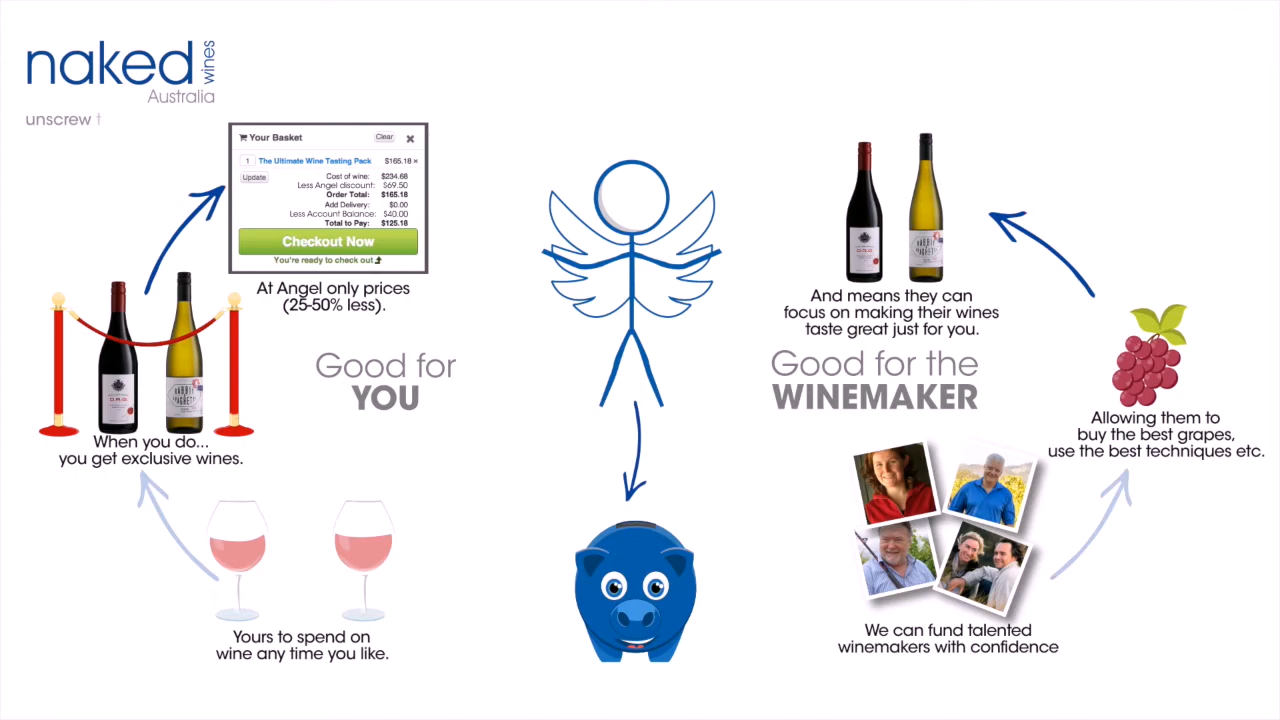 naked wines
Australia
unscrew t
Your Basket Clear
1 The Ultimate Wine Tasting Pack $165.18 ×
Update
Cost of wine: $234.68
Less Angel discount: $69.50
Order Total: $165.18
Add Delivery: $0.00
Less Account Balance: $40.00
Total to Pay: $125.18
Checkout Now
You're ready to check out
At Angel only prices
(25-50% less).
Good for
YOU
When you do...
you get exclusive wines.
Yours to spend on
wine any time you like.
And means they can
focus on making their wines
taste great just for you.
Good for the
WINEMAKER
Allowing them to
buy the best grapes,
use the best techniques etc.
We can fund talented
winemakers with confidence